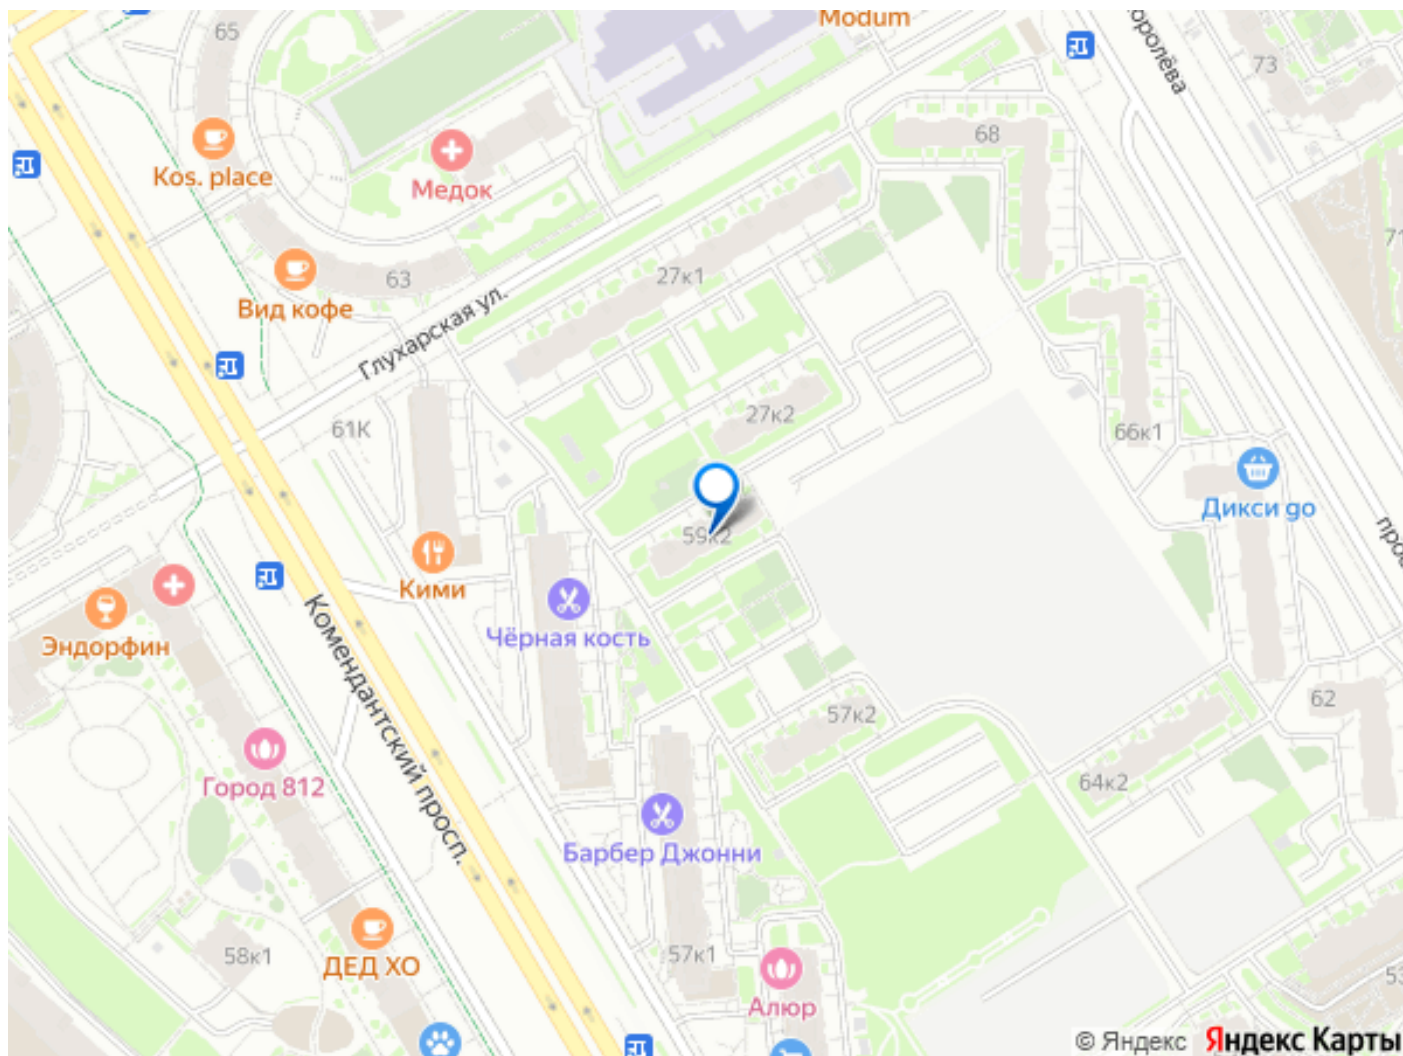 65
Modum
73
68
Kos. place
Медок
71
63
27к1
Вид кофе
Глухарская ул.
61К
27к2
66к1
Дикси go
59к2
Кими
Чёрная кость
Эндорфин
Комендантский просп.
62
57к2
Город 812
64к2
Барбер Джонни
58к1
57к1
ДЕД ХО
Алюр
53
© Яндекс Яндекс Карты